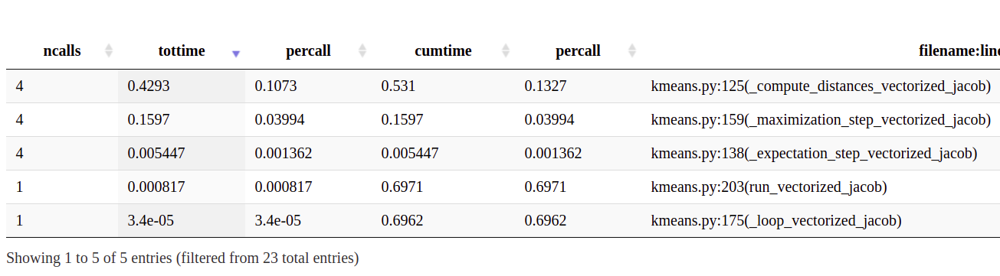 ncalls tottime percall cumtime percall filename:line
4 0.4293 0.1073 0.531 0.1327 kmeans.py:125(_compute_distances_vectorized_jacob)
4 0.1597 0.03994 0.1597 0.03994 kmeans.py:159(_maximization_step_vectorized_jacob)
4 0.005447 0.001362 0.005447 0.001362 kmeans.py:138(_expectation_step_vectorized_jacob)
1 0.000817 0.000817 0.6971 0.6971 kmeans.py:203(run_vectorized_jacob)
1 3.4e-05 3.4e-05 0.6962 0.6962 kmeans.py:175(_loop_vectorized_jacob)
Showing 1 to 5 of 5 entries (filtered from 23 total entries)